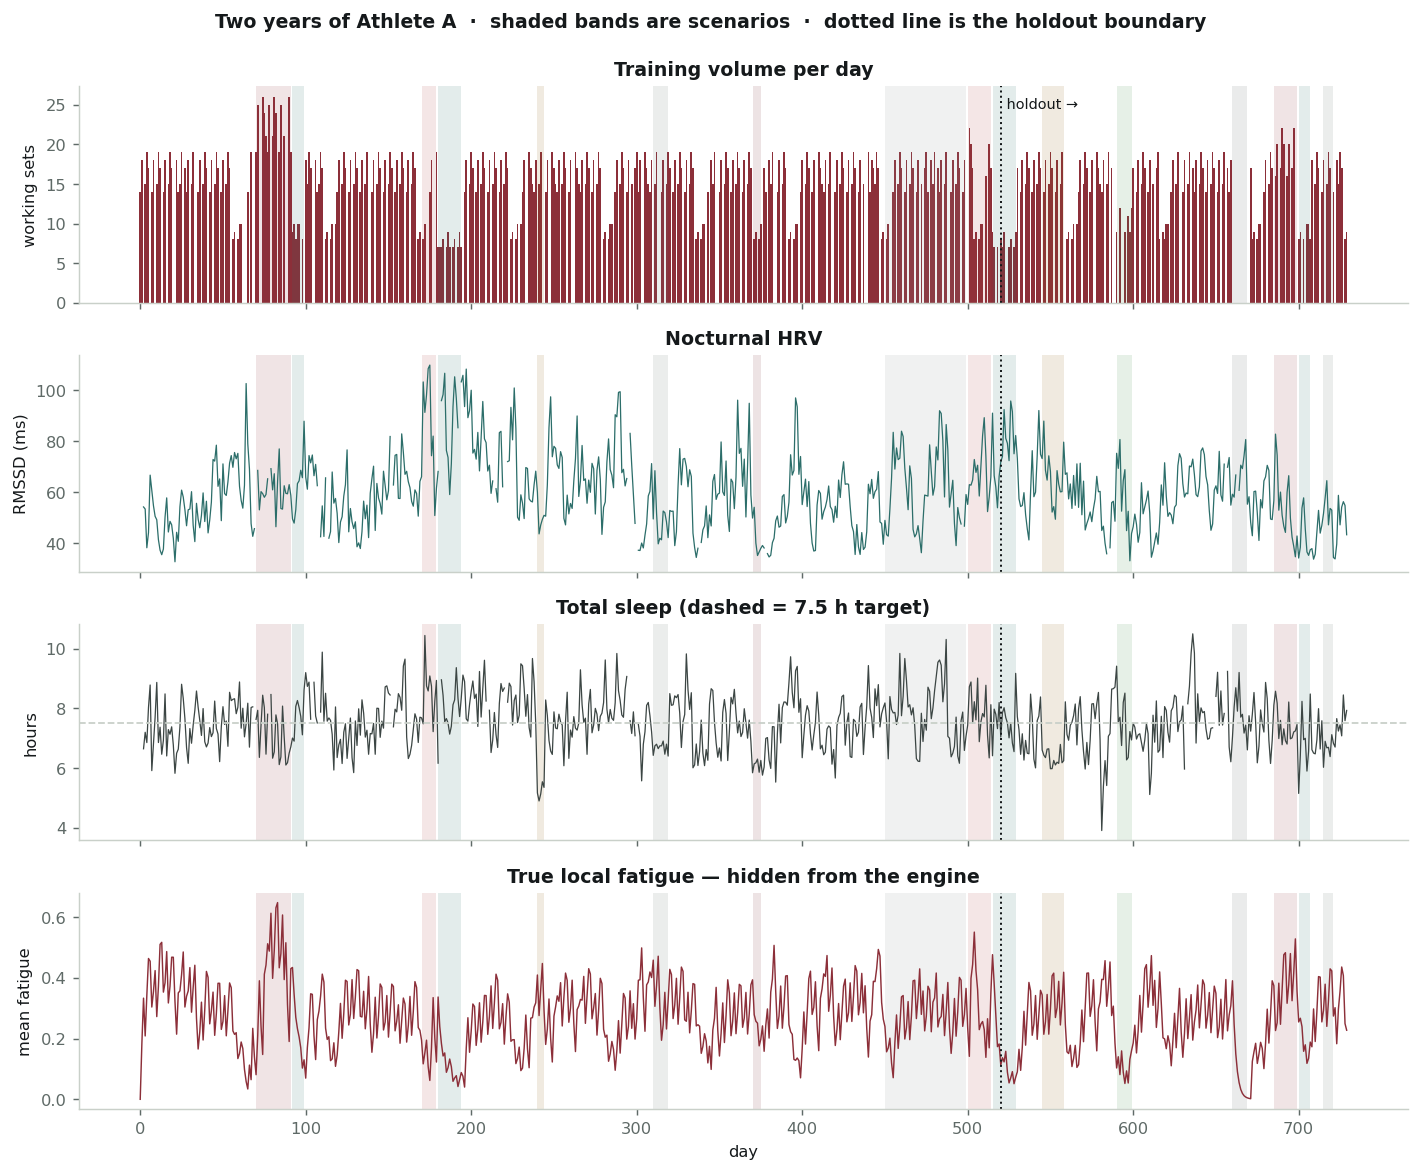 Two years of Athlete A · shaded bands are scenarios · dotted line is the holdout boundary
Training volume per day
working sets
25
20
15
10
5
0
holdout →
Nocturnal HRV
RMSSD (ms)
100
80
60
40
Total sleep (dashed = 7.5 h target)
hours
10
8
6
4
True local fatigue — hidden from the engine
mean fatigue
0.6
0.4
0.2
0.0
0 100 200 300 400 500 600 700
day